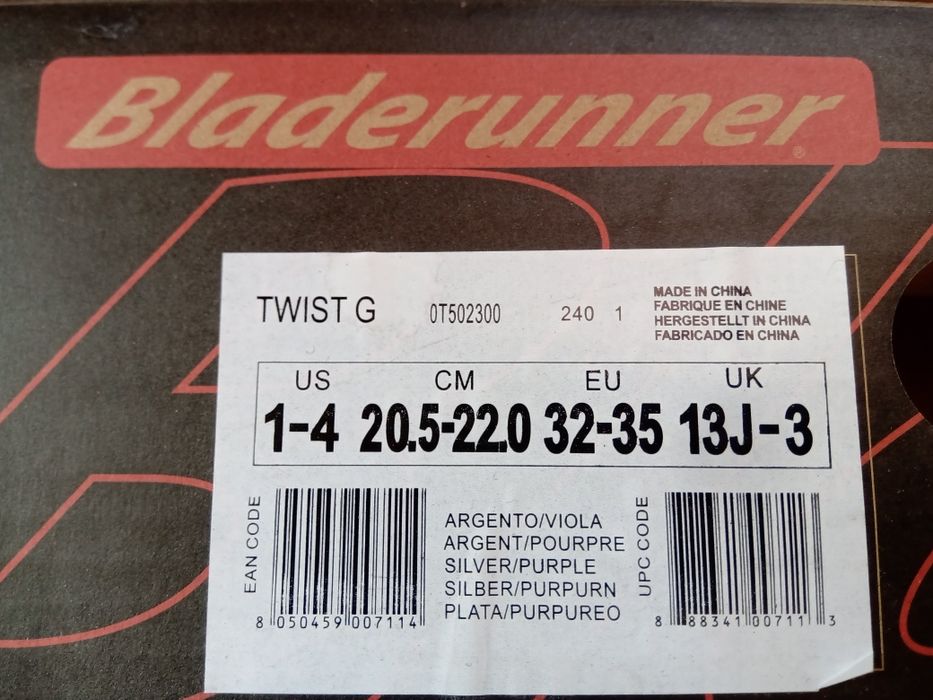 Bladerunner®
TWIST G 0T502300 240 1
MADE IN CHINA
FABRIQUE EN CHINE
HERGESTELLT IN CHINA
FABRICADO EN CHINA
US CM EU UK
1-4 20.5-22.0 32-35 13J-3
EAN CODE
8 050459 007114
ARGENTO/VIOLA
ARGENT/POURPRE
SILVER/PURPLE
SILBER/PURPURN
PLATA/PURPUREO
UPC CODE
8 88341 00711 3